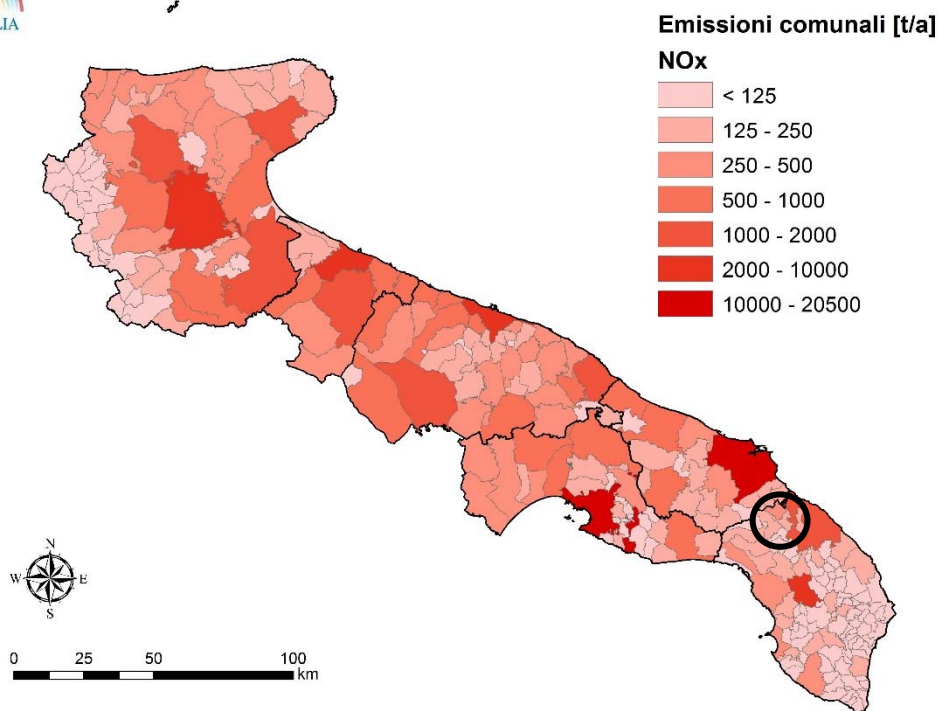 LIA
Emissioni comunali [t/a]
NOx
< 125
125 - 250
250 - 500
500 - 1000
1000 - 2000
2000 - 10000
10000 - 20500
N
W E
S
0 25 50 100
km